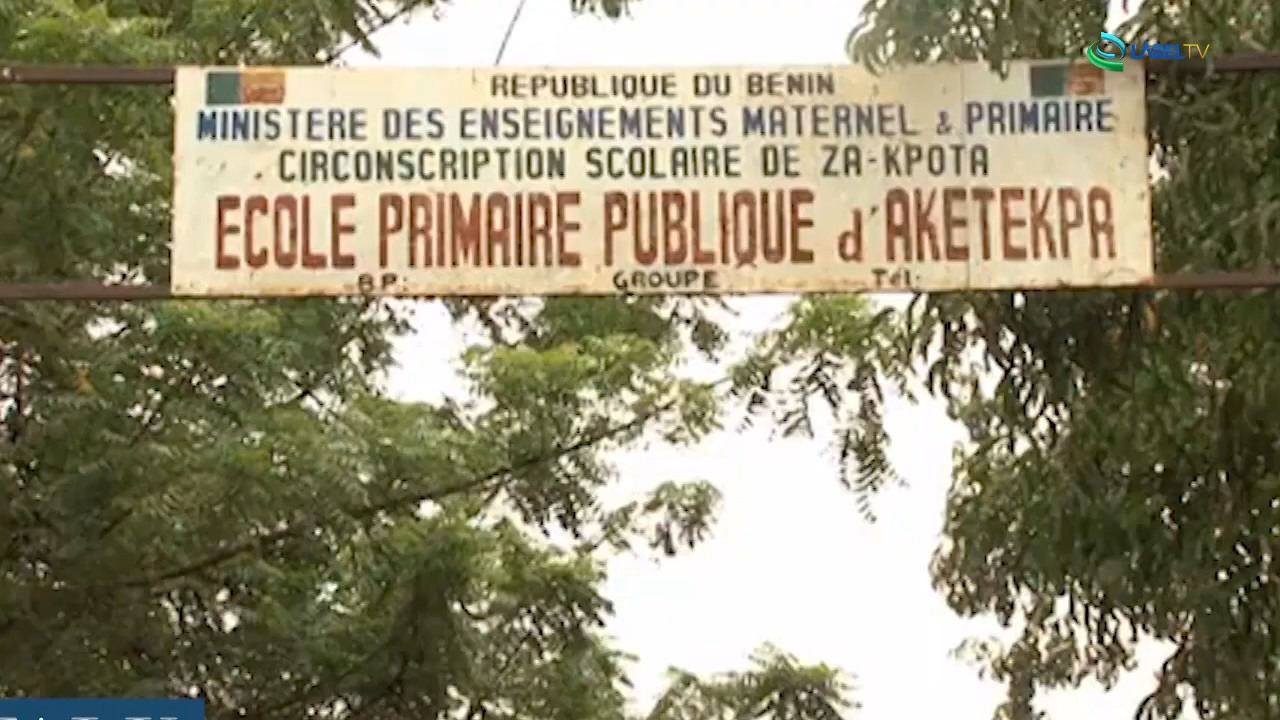 LABEL TV
REPUBLIQUE DU BENIN
MINISTERE DES ENSEIGNEMENTS MATERNEL & PRIMAIRE
CIRCONSCRIPTION SCOLAIRE DE ZA-KPOTA
ECOLE PRIMAIRE PUBLIQUE d'AKETEKPA
B.P.: GROUPE Tél: